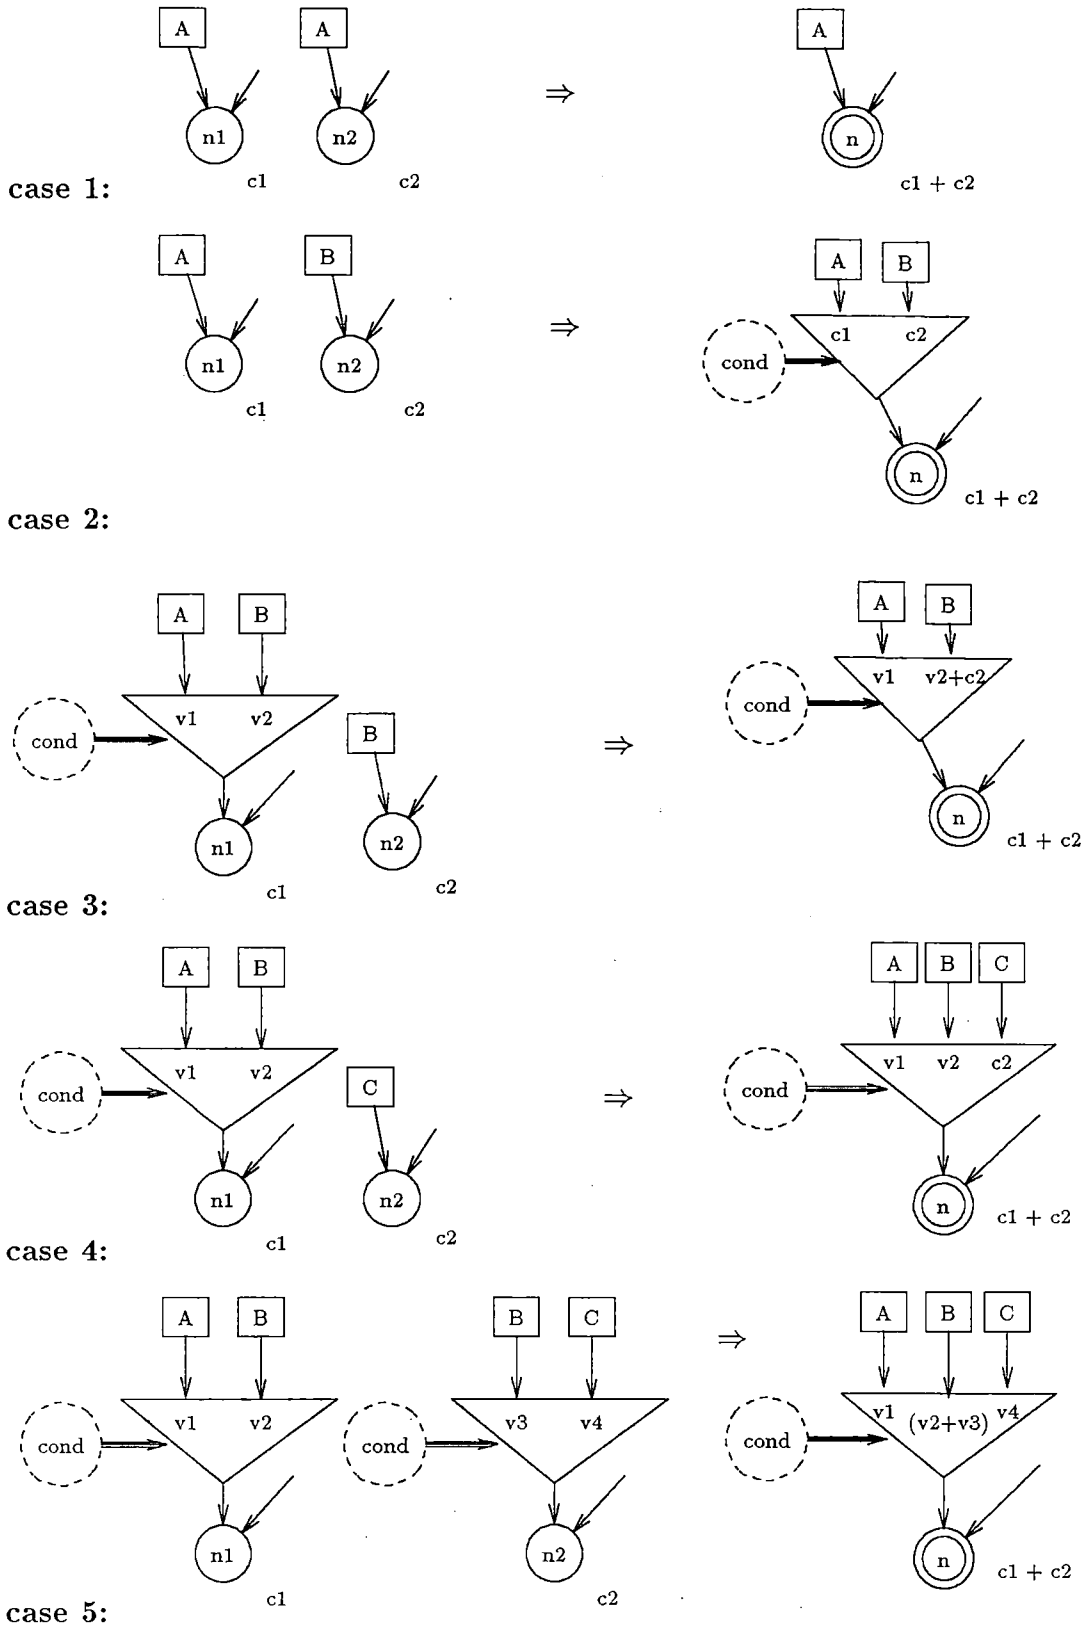 A A ⇒ A
n1 n2 n
c1 c2 c1 + c2
case 1:
A B ⇒ A B
c1 c2
cond
n1 n2
c1 c2
n
c1 + c2
case 2:
A B A B
v1 v2+c2
cond
v1 v2 B ⇒
cond
n1 n2 n
c1 + c2
c1 c2
case 3:
A B A B C
v1 v2 v1 v2 c2
cond C ⇒ cond
n1 n2 n
c1 c2 c1 + c2
case 4:
A B B C ⇒ A B C
v1 v2 v3 v4 v1 (v2+v3) v4
cond cond cond
n1 n2 n
c1 c2 c1 + c2
case 5: